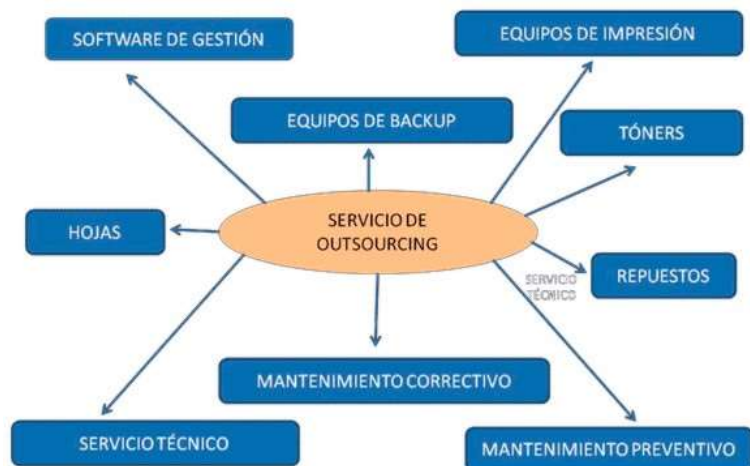 SOFTWARE DE GESTIÓN
EQUIPOS DE IMPRESIÓN
EQUIPOS DE BACKUP
TÓNERS
HOJAS
SERVICIO DE
OUTSOURCING
REPUESTOS
SERVICIO
TÉCNICO
MANTENIMIENTO CORRECTIVO
SERVICIO TÉCNICO
MANTENIMIENTO PREVENTIVO